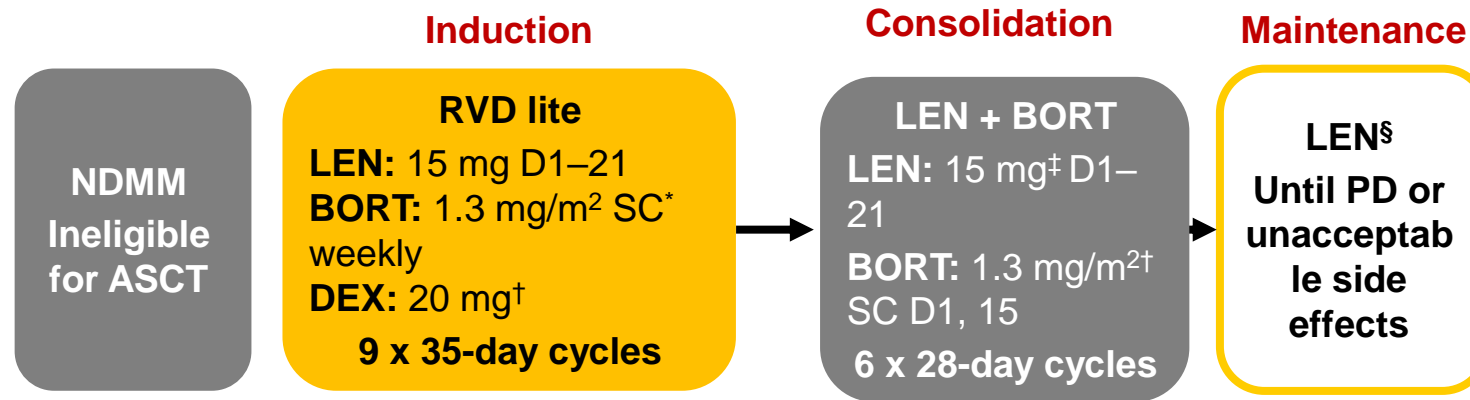 Induction
Consolidation
Maintenance
NDMM
Ineligible
for ASCT
RVD lite
LEN: 15 mg D1–21
BORT: 1.3 mg/m² SC*
weekly
DEX: 20 mg†
9 x 35-day cycles
LEN + BORT
LEN: 15 mg‡ D1–
21
BORT: 1.3 mg/m²†
SC D1, 15
6 x 28-day cycles
LEN§
Until PD or
unacceptab
le side
effects